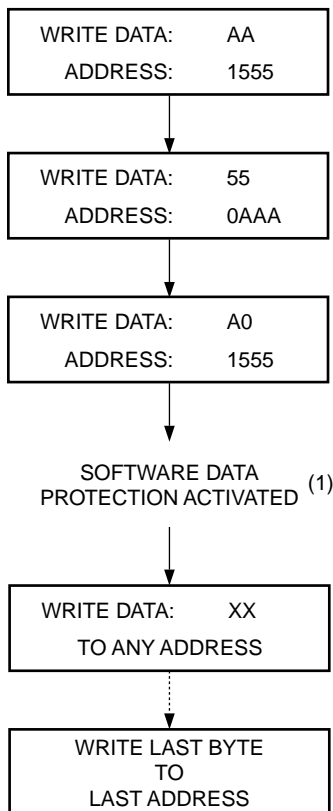 WRITE DATA: AA
ADDRESS: 1555
WRITE DATA: 55
ADDRESS: 0AAA
WRITE DATA: A0
ADDRESS: 1555
SOFTWARE DATA
PROTECTION ACTIVATED (1)
WRITE DATA: XX
TO ANY ADDRESS
WRITE LAST BYTE
TO
LAST ADDRESS